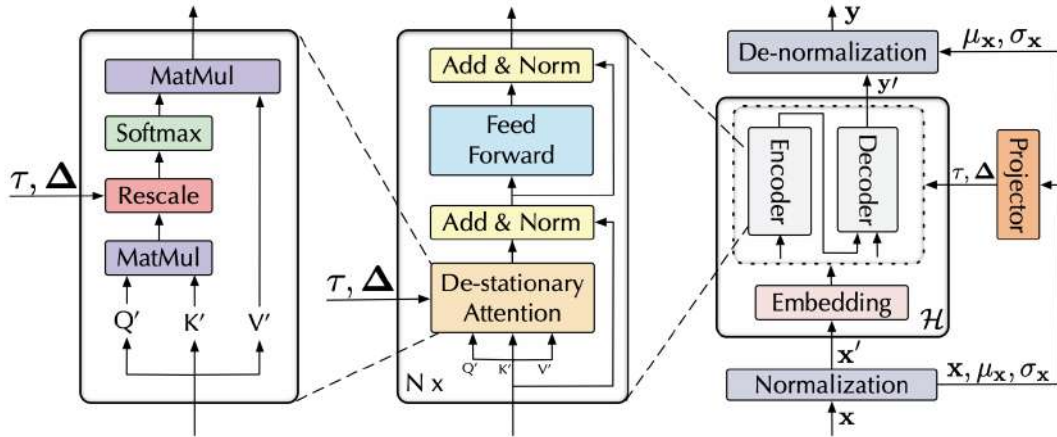 MatMul
Softmax
τ, Δ
Rescale
MatMul
Q′ K′ V′
Add & Norm
Feed
Forward
Add & Norm
τ, Δ
De-stationary
Attention
Q′ K′ V′
N x
y
De-normalization
μₓ, σₓ
y′
Encoder
Decoder
τ, Δ
Projector
Embedding
ℋ
x′
Normalization
x, μₓ, σₓ
x